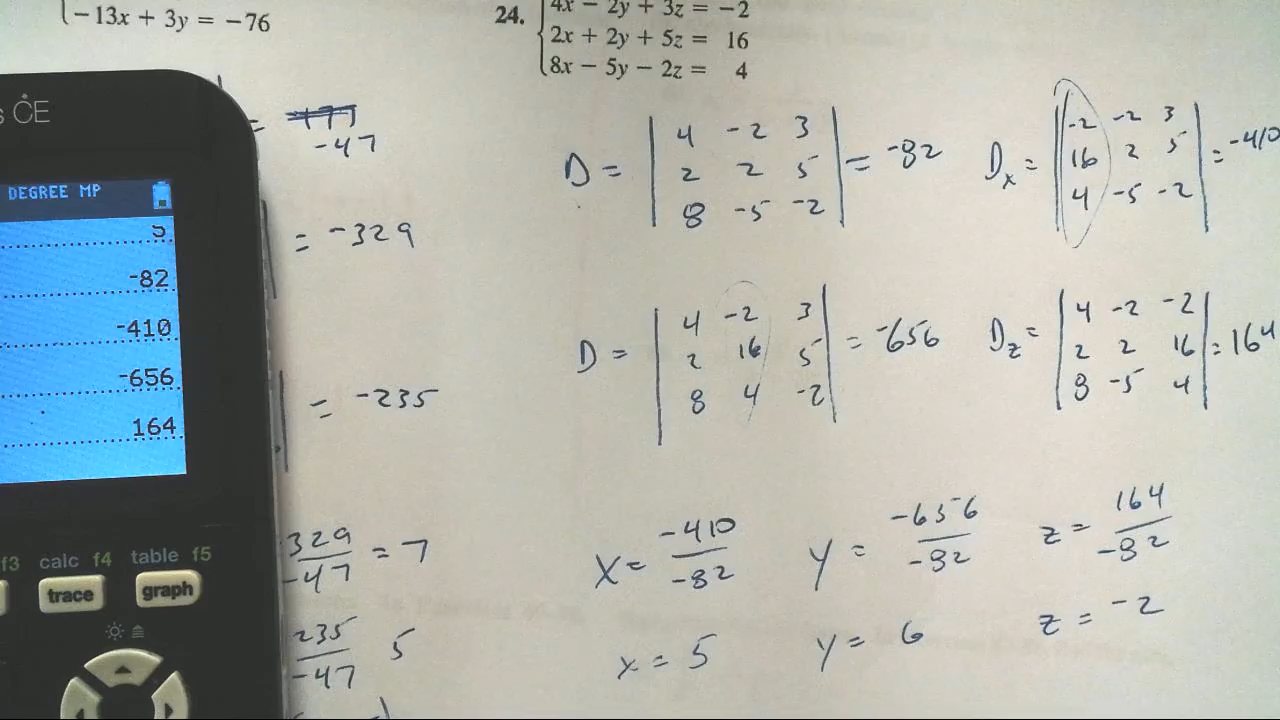 -13x + 3y = -76
24.
4x - 2y + 3z = -2
2x + 2y + 5z = 16
8x - 5y - 2z = 4
s CE
DEGREE MP
5
-82
-410
-656
164
f3 calc f4 table f5
trace graph
= -47
= -329
= -235
329/-47 = 7
235/-47 5
D = | 4 -2 3 | = -82
2 2 5
8 -5 -2
Dx = | -2 -2 3 | = -410
16 2 5
4 -5 -2
D = | 4 -2 3 | = -656
2 16 5
8 4 -2
Dz = | 4 -2 -2 | = 164
2 2 16
8 -5 4
x = -410/-82 y = -656/-82 z = 164/-82
x = 5 y = 6 z = -2